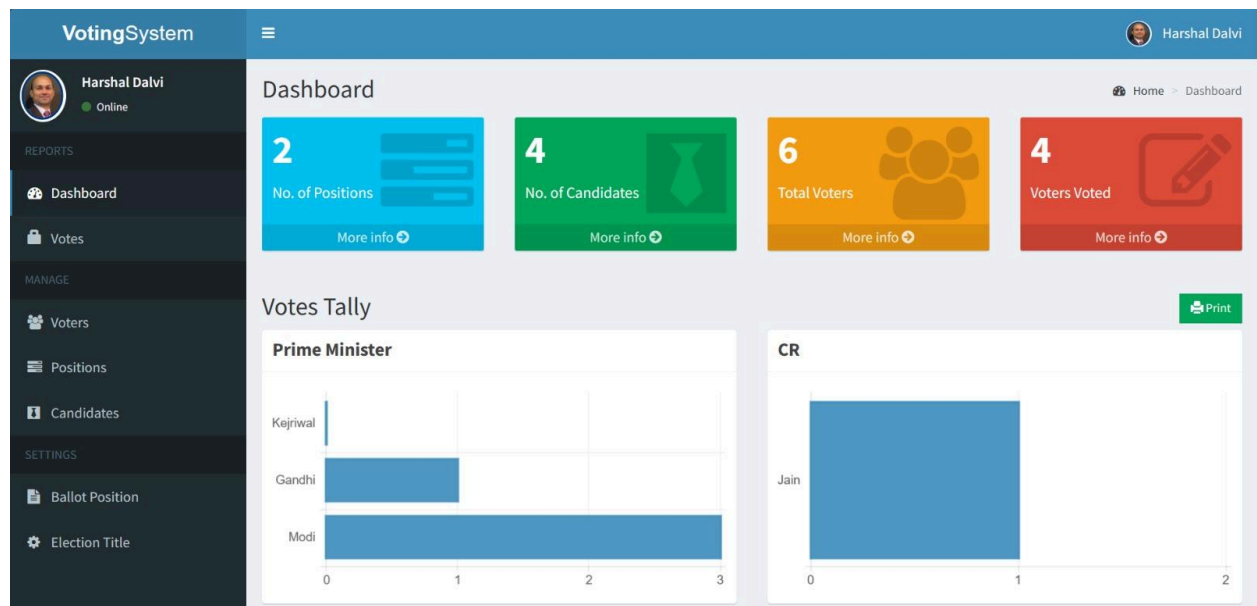 VotingSystem
Harshal Dalvi
Harshal Dalvi
Online
REPORTS
Dashboard
Votes
MANAGE
Voters
Positions
Candidates
SETTINGS
Ballot Position
Election Title
Dashboard
Home > Dashboard
2
No. of Positions
More info
4
No. of Candidates
More info
6
Total Voters
More info
4
Voters Voted
More info
Votes Tally
Print
Prime Minister
Kejriwal
Gandhi
Modi
0 1 2 3
CR
Jain
0 1 2